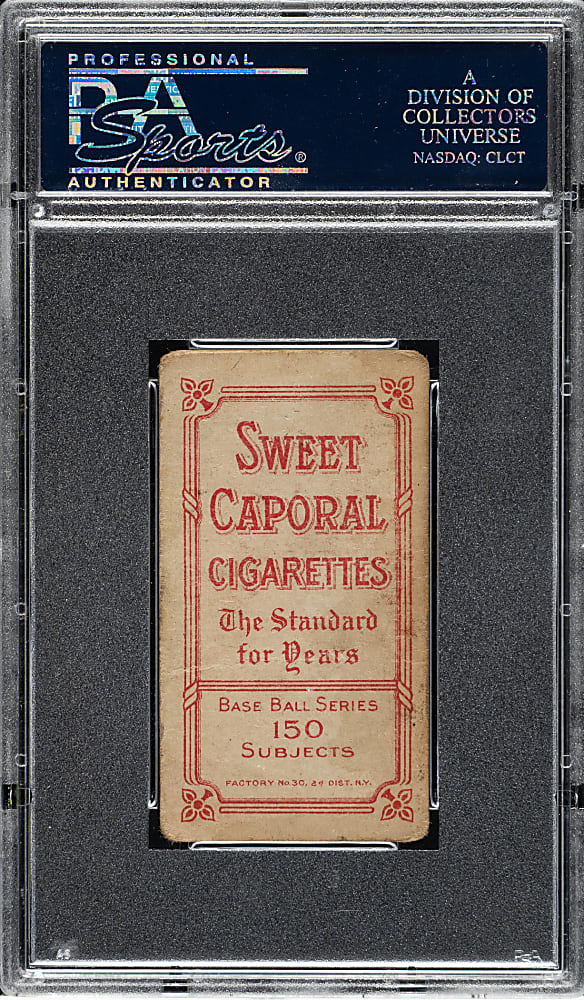 PROFESSIONAL
PSA
Sports®
AUTHENTICATOR
A
DIVISION OF
COLLECTORS
UNIVERSE
NASDAQ: CLCT
SWEET
CAPORAL
CIGARETTES
The Standard
for Years
BASE BALL SERIES
150
SUBJECTS
FACTORY No. 30, 2d DIST. N.Y.
PSA